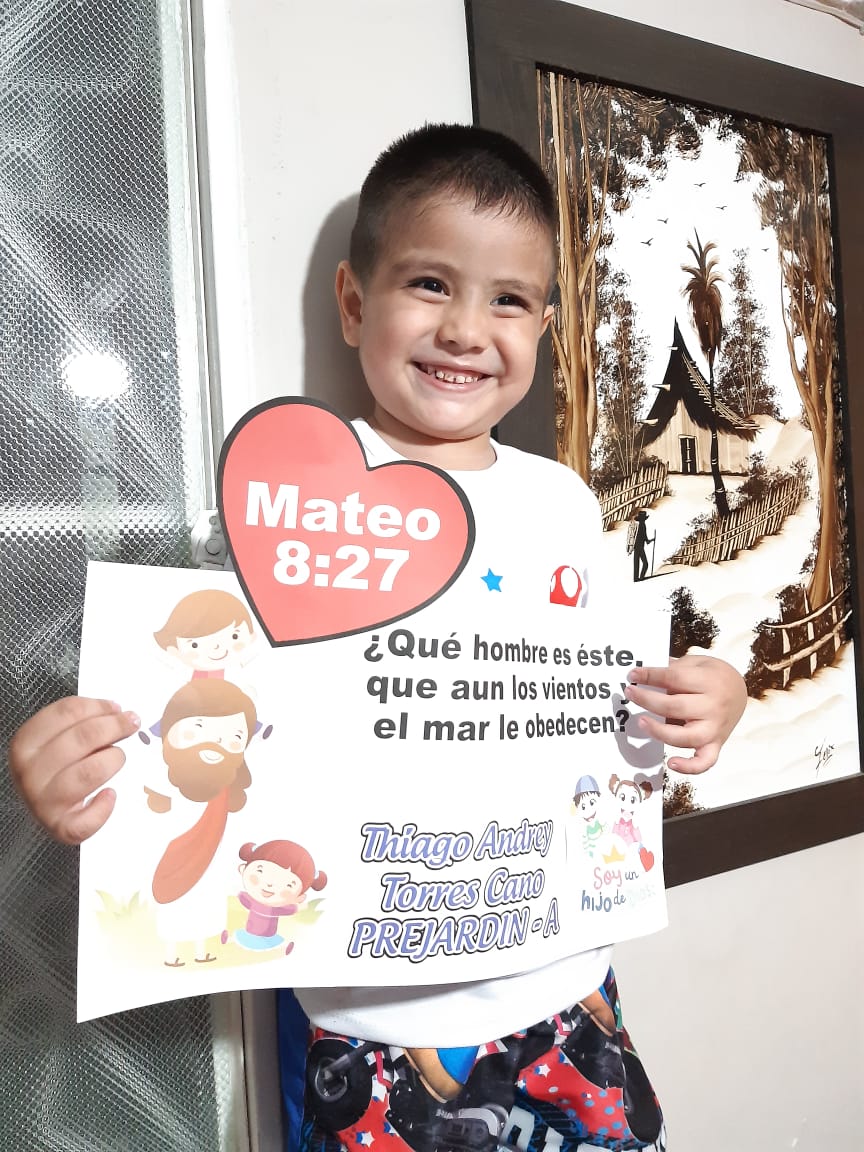 Mateo
8:27
¿Qué hombre es éste,
que aun los vientos y
el mar le obedecen?
Thiago Andrey
Torres Cano
PREJARDIN - A
Soy un
hijo de Dios